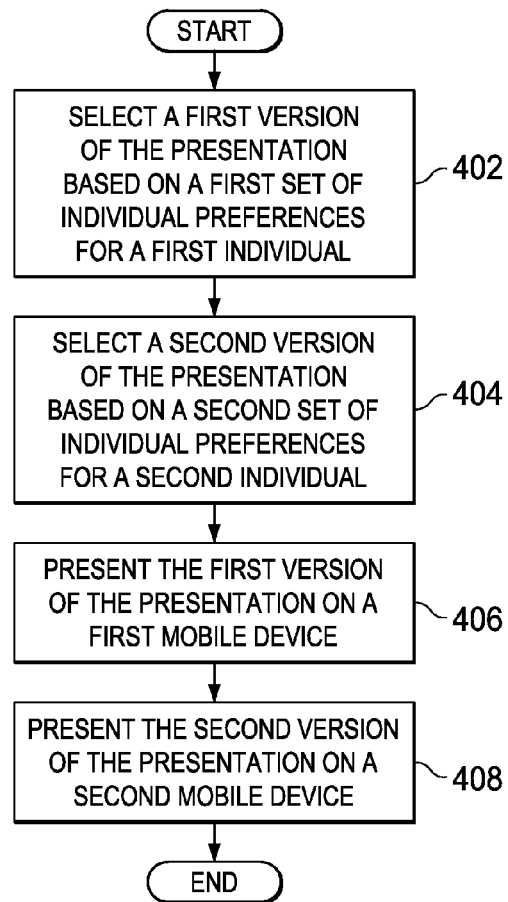 START
SELECT A FIRST VERSION
OF THE PRESENTATION
BASED ON A FIRST SET OF
INDIVIDUAL PREFERENCES
FOR A FIRST INDIVIDUAL
402
SELECT A SECOND VERSION
OF THE PRESENTATION
BASED ON A SECOND SET OF
INDIVIDUAL PREFERENCES
FOR A SECOND INDIVIDUAL
404
PRESENT THE FIRST VERSION
OF THE PRESENTATION ON A
FIRST MOBILE DEVICE
406
PRESENT THE SECOND VERSION
OF THE PRESENTATION ON A
SECOND MOBILE DEVICE
408
END